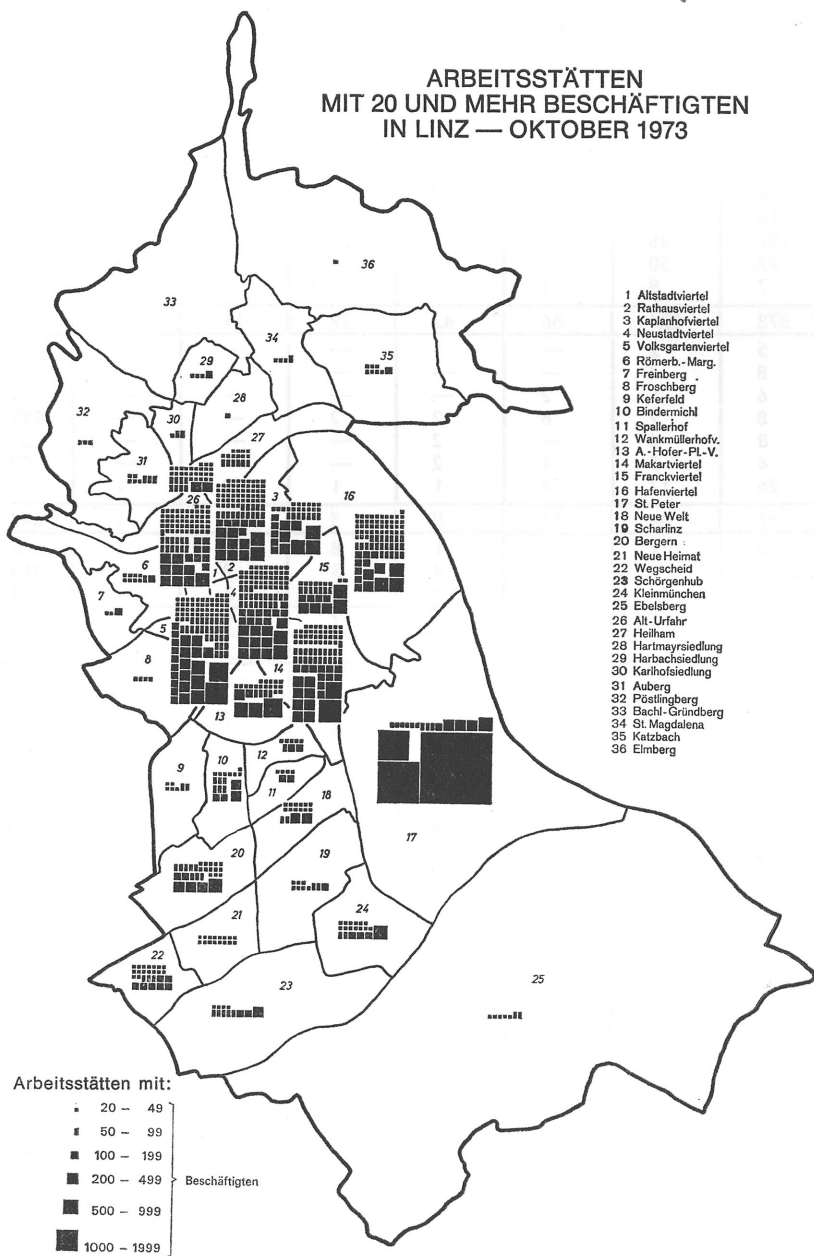 ARBEITSSTÄTTEN
MIT 20 UND MEHR BESCHÄFTIGTEN
IN LINZ — OKTOBER 1973
36
33
34
35
29
28
32
30
31
27
26
3
16
6
1
2
15
7
4
5
8
14
13
12
9
10
11
18
17
20
19
21
24
22
23
25
1 Altstadtviertel
2 Rathausviertel
3 Kaplanhofviertel
4 Neustadtviertel
5 Volksgartenviertel
6 Römerb.-Marg.
7 Freinberg
8 Froschberg
9 Keferfeld
10 Bindermichl
11 Spallerhof
12 Wankmüllerhofv.
13 A.-Hofer-Pl.-V.
14 Makartviertel
15 Franckviertel
16 Hafenviertel
17 St. Peter
18 Neue Welt
19 Scharlinz
20 Bergern
21 Neue Heimat
22 Wegscheid
23 Schörgenhub
24 Kleinmünchen
25 Ebelsberg
26 Alt-Urfahr
27 Heilham
28 Hartmayrsiedlung
29 Harbachsiedlung
30 Karlhofsiedlung
31 Auberg
32 Pöstlingberg
33 Bachl-Gründberg
34 St. Magdalena
35 Katzbach
36 Elmberg
Arbeitsstätten mit:
20 – 49
50 – 99
100 – 199
200 – 499
500 – 999
1000 – 1999
Beschäftigten